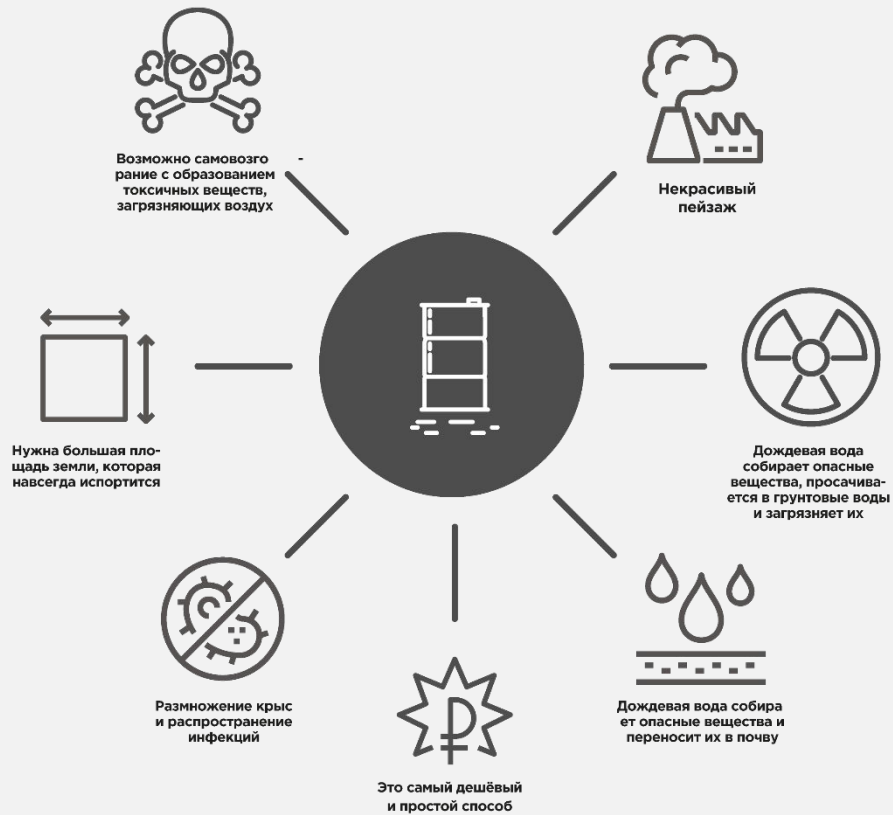 Возможно самовозго -
рание с образованием
токсичных веществ,
загрязняющих воздух
Некрасивый
пейзаж
Нужна большая пло-
щадь земли, которая
навсегда испортится
Дождевая вода
собирает опасные
вещества, просачива-
ется в грунтовые воды
и загрязняет их
Размножение крыс
и распространение
инфекций
Дождевая вода собира
ет опасные вещества и
переносит их в почву
Это самый дешёвый
и простой способ